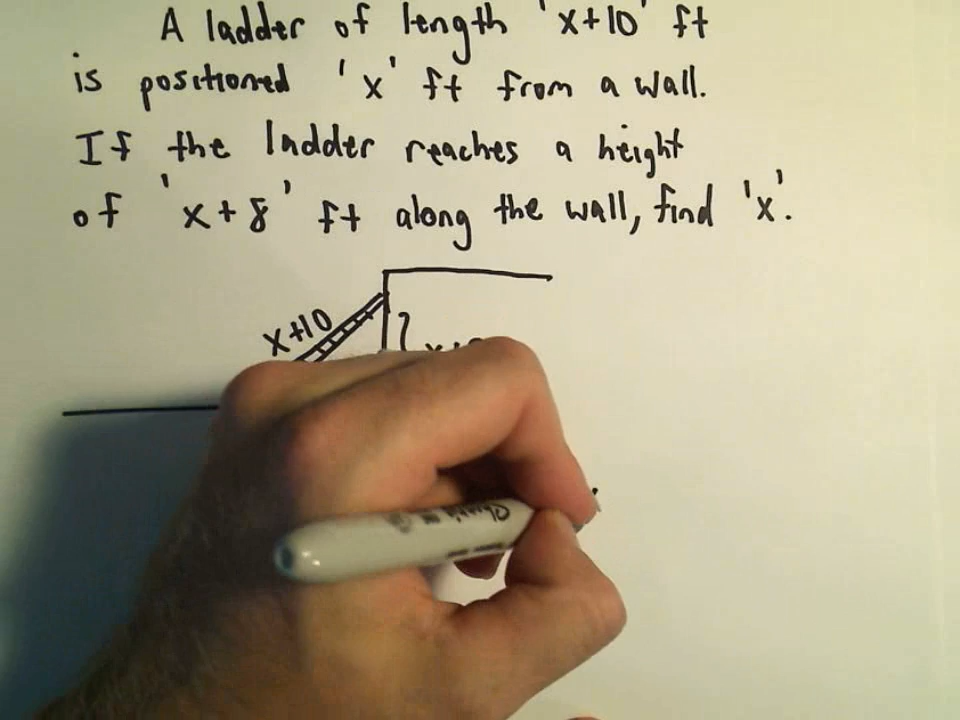 A ladder of length 'x+10' ft
is positioned 'x' ft from a wall.
If the ladder reaches a height
of 'x+8' ft along the wall, find 'x'.
x+10